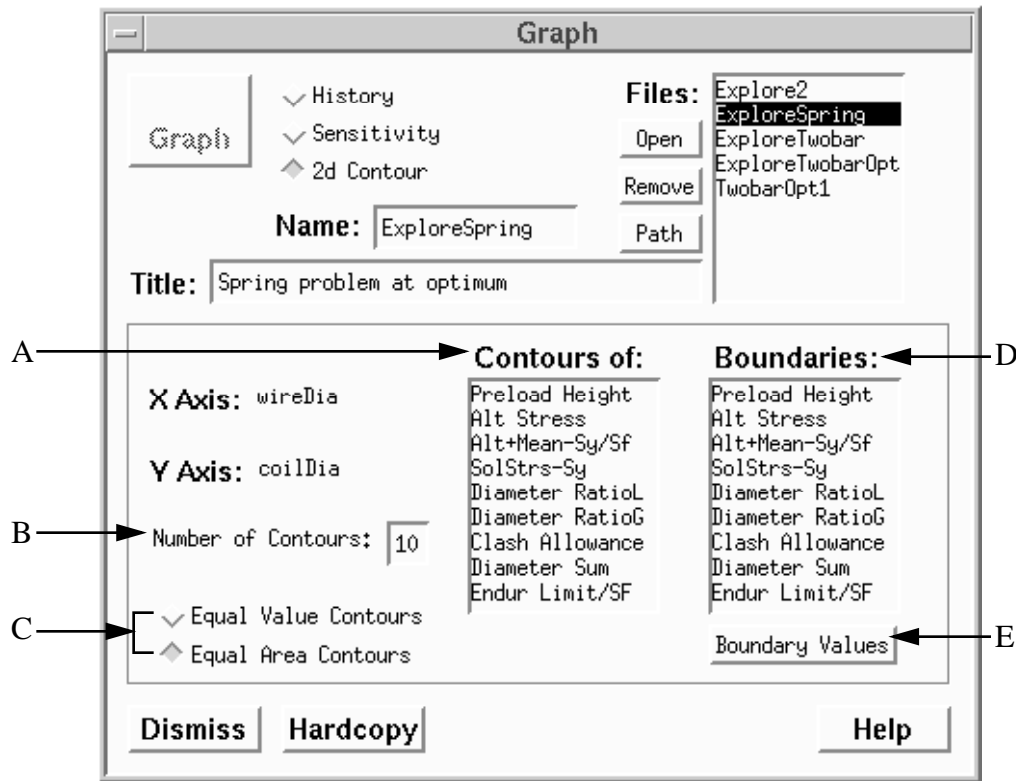 Graph
Graph
History
Sensitivity
2d Contour
Files:
Open
Remove
Path
Explore2
ExploreSpring
ExploreTwobar
ExploreTwobarOpt
TwobarOpt1
Name: ExploreSpring
Title: Spring problem at optimum
A
Contours of:
Boundaries:
D
X Axis: wireDia
Y Axis: coilDia
B
Number of Contours: 10
C
Equal Value Contours
Equal Area Contours
Preload Height
Alt Stress
Alt+Mean-Sy/Sf
SolStrs-Sy
Diameter RatioL
Diameter RatioG
Clash Allowance
Diameter Sum
Endur Limit/SF
Preload Height
Alt Stress
Alt+Mean-Sy/Sf
SolStrs-Sy
Diameter RatioL
Diameter RatioG
Clash Allowance
Diameter Sum
Endur Limit/SF
Boundary Values
E
Dismiss
Hardcopy
Help